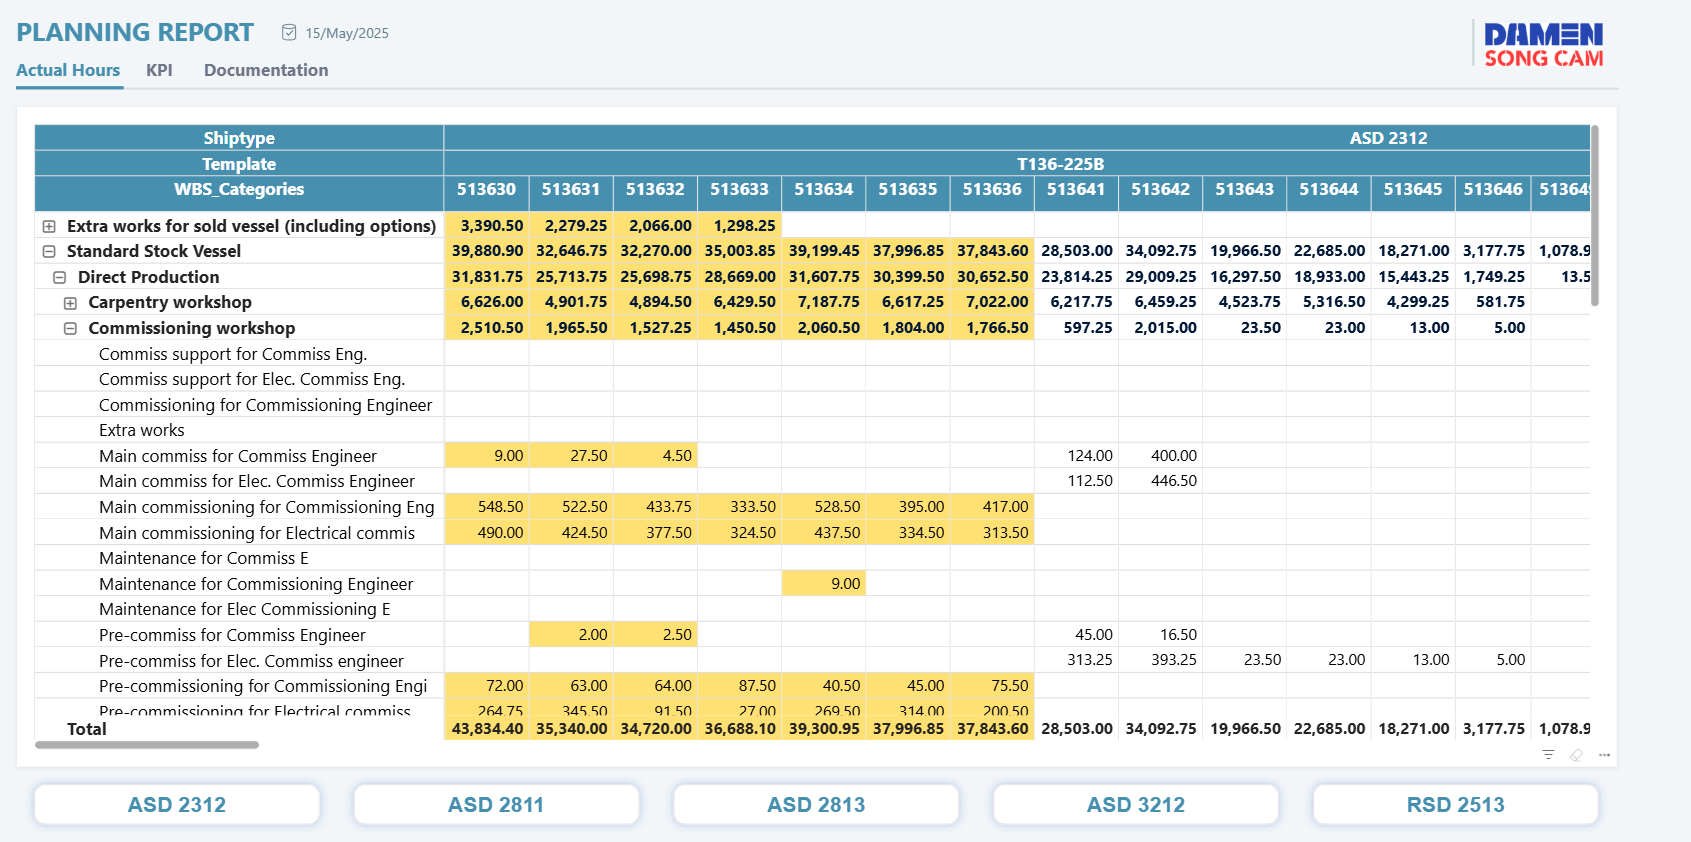 PLANNING REPORT 15/May/2025
DAMEN
SONG CAM
Actual Hours KPI Documentation
Shiptype ASD 2312
Template T136-225B
WBS_Categories 513630 513631 513632 513633 513634 513635 513636 513641 513642 513643 513644 513645 513646
Extra works for sold vessel (including options) 3,390.50 2,279.25 2,066.00 1,298.25
Standard Stock Vessel 39,880.90 32,646.75 32,270.00 35,003.85 39,199.45 37,996.85 37,843.60 28,503.00 34,092.75 19,966.50 22,685.00 18,271.00 3,177.75 1,078.9
Direct Production 31,831.75 25,713.75 25,698.75 28,669.00 31,607.75 30,399.50 30,652.50 23,814.25 29,009.25 16,297.50 18,933.00 15,443.25 1,749.25 13.5
Carpentry workshop 6,626.00 4,901.75 4,894.50 6,429.50 7,187.75 6,617.25 7,022.00 6,217.75 6,459.25 4,523.75 5,316.50 4,299.25 581.75
Commissioning workshop 2,510.50 1,965.50 1,527.25 1,450.50 2,060.50 1,804.00 1,766.50 597.25 2,015.00 23.50 23.00 13.00 5.00
Commiss support for Commiss Eng.
Commiss support for Elec. Commiss Eng.
Commissioning for Commissioning Engineer
Extra works
Main commiss for Commiss Engineer 9.00 27.50 4.50 124.00 400.00
Main commiss for Elec. Commiss Engineer 112.50 446.50
Main commissioning for Commissioning Eng 548.50 522.50 433.75 333.50 528.50 395.00 417.00
Main commissioning for Electrical commis 490.00 424.50 377.50 324.50 437.50 334.50 313.50
Maintenance for Commiss E
Maintenance for Commissioning Engineer 9.00
Maintenance for Elec Commissioning E
Pre-commiss for Commiss Engineer 2.00 2.50 45.00 16.50
Pre-commiss for Elec. Commiss engineer 313.25 393.25 23.50 23.00 13.00 5.00
Pre-commissioning for Commissioning Engi 72.00 63.00 64.00 87.50 40.50 45.00 75.50
Pre-commissioning for Electrical commiss 264.75 345.50 91.50 27.00 269.50 314.00 200.50
Total 43,834.40 35,340.00 34,720.00 36,688.10 39,300.95 37,996.85 37,843.60 28,503.00 34,092.75 19,966.50 22,685.00 18,271.00 3,177.75 1,078.9
ASD 2312 ASD 2811 ASD 2813 ASD 3212 RSD 2513